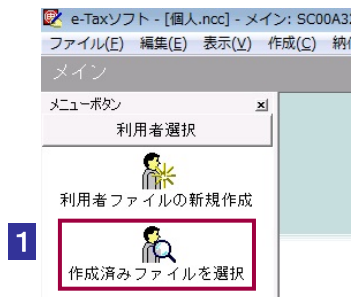 e-Taxソフト - [個人.ncc] - メイン: SC00A3
ファイル(F) 編集(E) 表示(V) 作成(C) 納
メイン
メニューボタン x
利用者選択
利用者ファイルの新規作成
1
作成済みファイルを選択